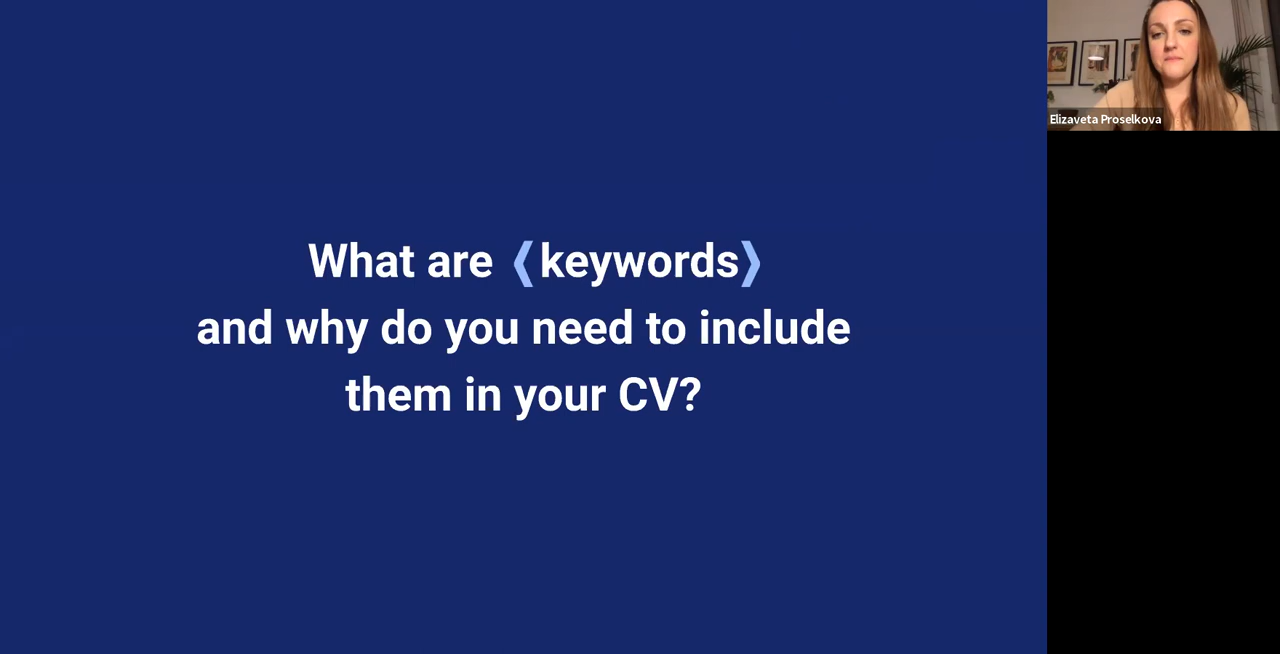 What are ❬keywords❭
and why do you need to include
them in your CV?
Elizaveta Proselkova